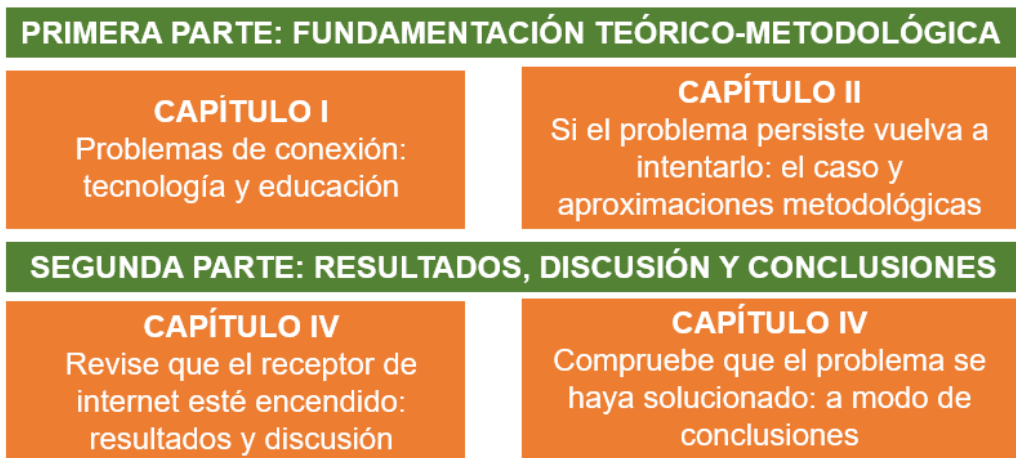 PRIMERA PARTE: FUNDAMENTACIÓN TEÓRICO-METODOLÓGICA
CAPÍTULO I
Problemas de conexión:
tecnología y educación
CAPÍTULO II
Si el problema persiste vuelva a
intentarlo: el caso y
aproximaciones metodológicas
SEGUNDA PARTE: RESULTADOS, DISCUSIÓN Y CONCLUSIONES
CAPÍTULO IV
Revise que el receptor de
internet esté encendido:
resultados y discusión
CAPÍTULO IV
Compruebe que el problema se
haya solucionado: a modo de
conclusiones